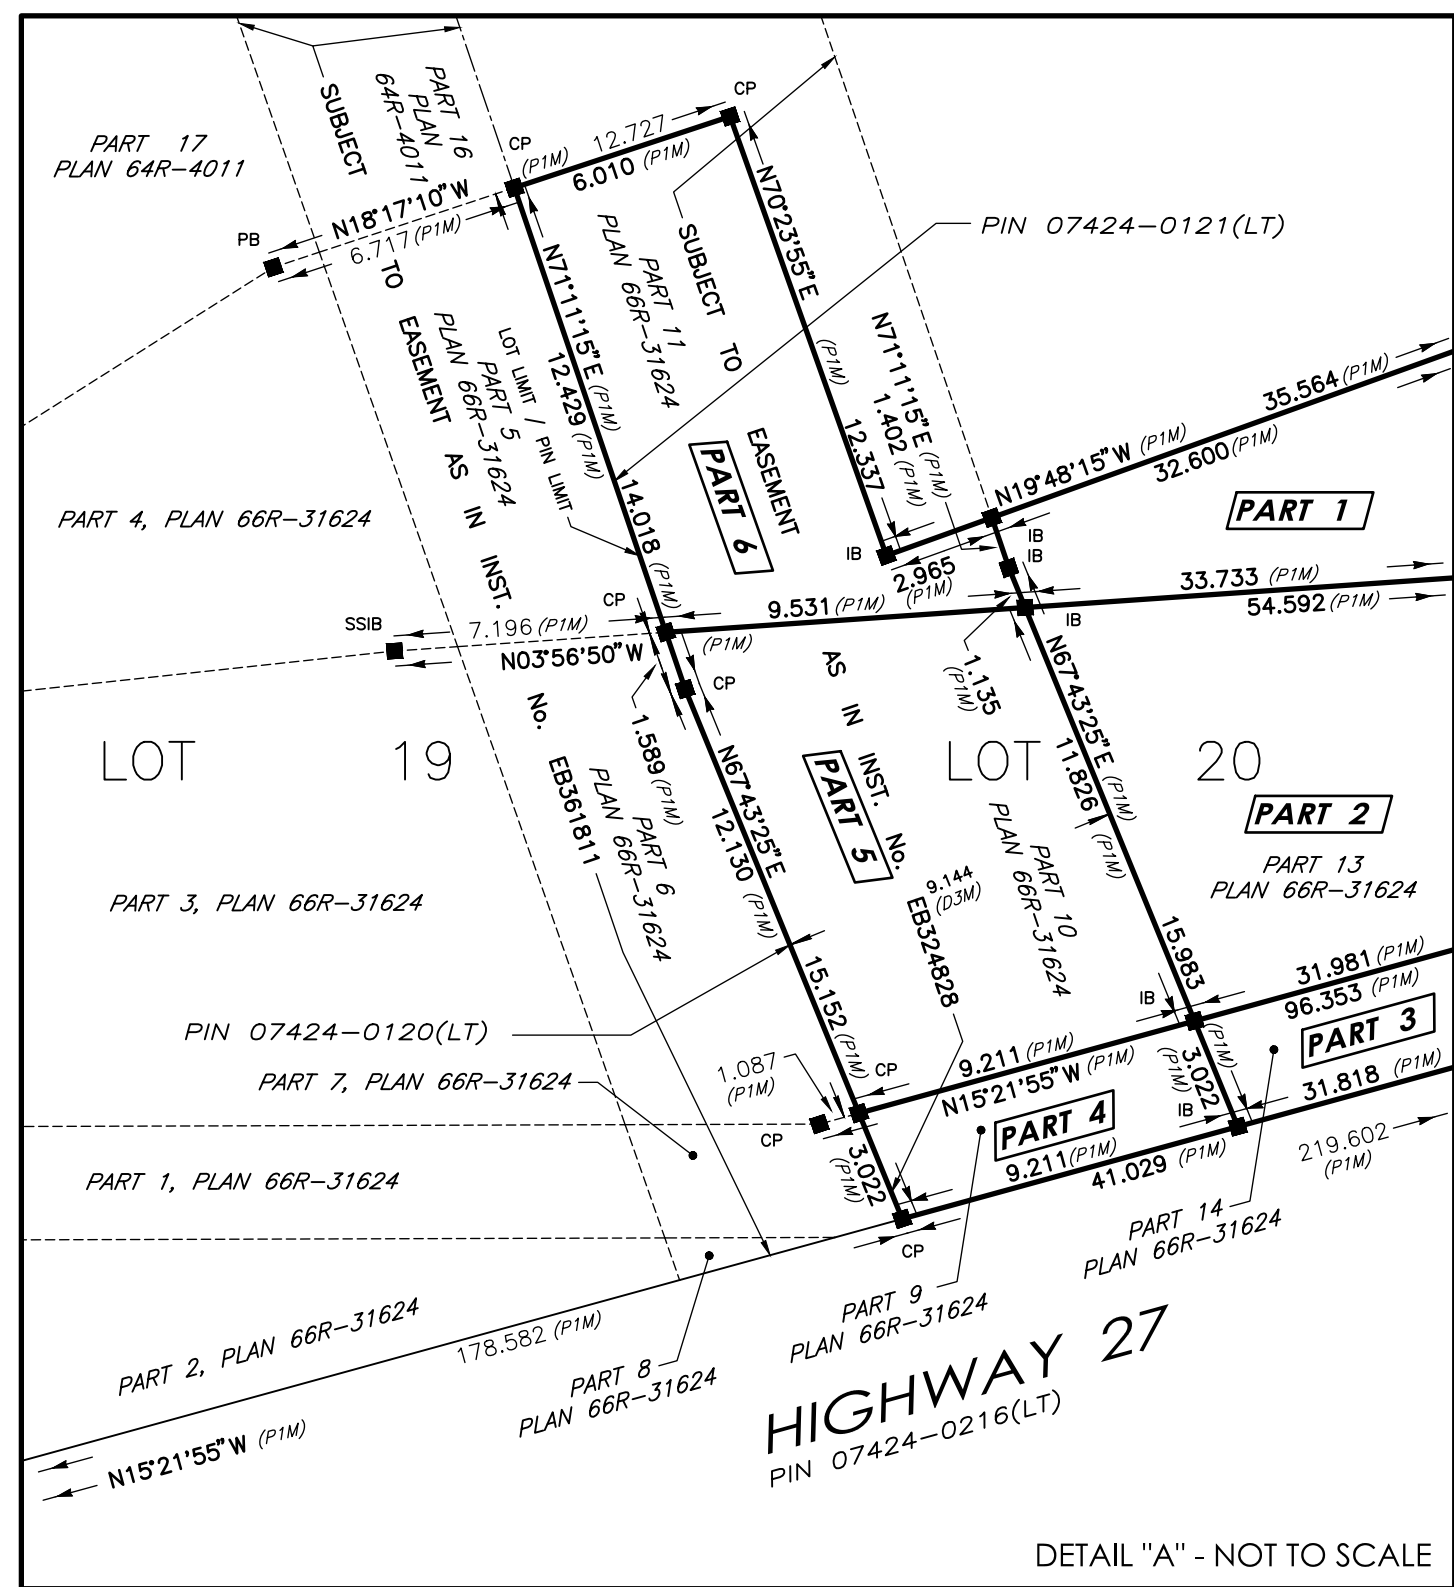 PART 17
PLAN 64R-4011
SUBJECT
PART 16
PLAN
64R-4011
CP
CP
12.727
(P1M)
6.010 (P1M)
N18°17'10"W
6.717 (P1M)
PB
TO
N70°23'55"E
(P1M)
12.337
PIN 07424-0121(LT)
SUBJECT TO
PART 11
PLAN 66R-31624
N71°11'15"E (P1M)
12.429 (P1M)
LOT LIMIT / PIN LIMIT
PART 5
PLAN 66R-31624
EASEMENT AS IN INST.
14.018 (P1M)
N71°11'15"E (P1M)
1.402 (P1M)
35.564 (P1M)
N19°48'15"W (P1M)
32.600 (P1M)
PART 1
EASEMENT
PART 6
PART 4, PLAN 66R-31624
IB
IB
IB
2.965
(P1M)
33.733 (P1M)
54.592 (P1M)
9.531 (P1M)
(P1M)
IB
CP
SSIB
7.196 (P1M)
N03°56'50"W
CP
1.135
(P1M)
1.589 (P1M)
No. EB361811
AS IN INST. No. EB324828
LOT 19
LOT 20
N67°43'25"E (P1M)
11.826 (P1M)
15.983
(P1M)
PART 2
PART 13
PLAN 66R-31624
N67°43'25"E
12.130 (P1M)
15.152 (P1M)
PART 6
PLAN 66R-31624
PART 5
PART 10
PLAN 66R-31624
9.144
(D3M)
PART 3, PLAN 66R-31624
PIN 07424-0120(LT)
PART 7, PLAN 66R-31624
1.087
(P1M)
CP
CP
IB
31.981 (P1M)
96.353 (P1M)
PART 3
31.818 (P1M)
3.022
(P1M)
IB
9.211 (P1M)
N15°21'55"W (P1M)
PART 4
9.211 (P1M)
41.029 (P1M)
219.602
(P1M)
3.022
(P1M)
CP
PART 1, PLAN 66R-31624
PART 14
PLAN 66R-31624
PART 9
PLAN 66R-31624
PART 8
PLAN 66R-31624
PART 2, PLAN 66R-31624
178.582 (P1M)
N15°21'55"W (P1M)
HIGHWAY 27
PIN 07424-0216(LT)
DETAIL "A" - NOT TO SCALE